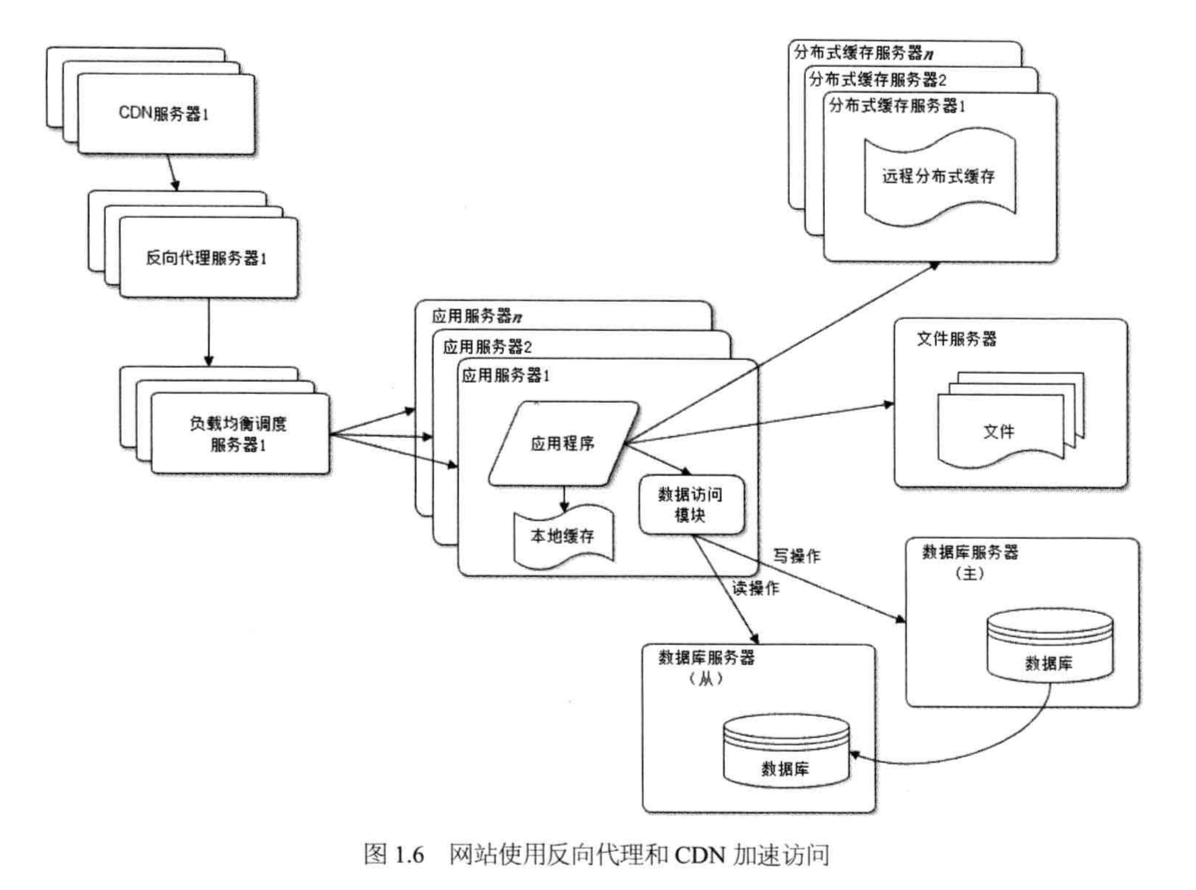 CDN服务器1
反向代理服务器1
负载均衡调度
服务器1
应用服务器n
应用服务器2
应用服务器1
应用程序
本地缓存
数据访问
模块
分布式缓存服务器n
分布式缓存服务器2
分布式缓存服务器1
远程分布式缓存
文件服务器
文件
写操作
读操作
数据库服务器
（主）
数据库
数据库服务器
（从）
数据库
图 1.6 网站使用反向代理和 CDN 加速访问